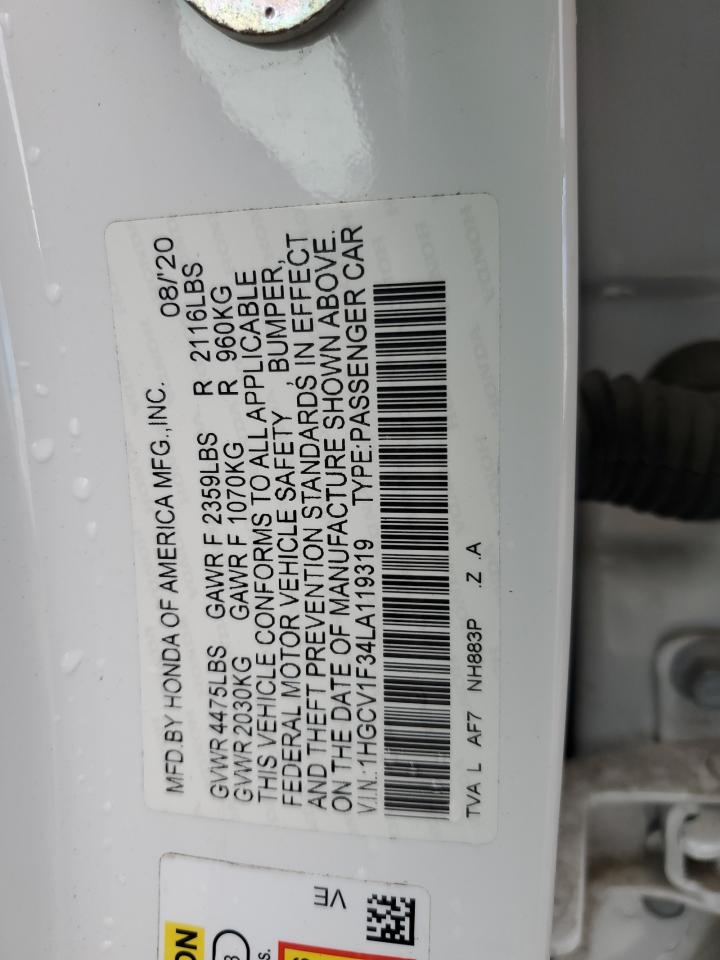 MFD.BY HONDA OF AMERICA MFG.,INC. 08/'20
GVWR 4475LBS GAWR F 2359LBS R 2116LBS
GVWR 2030KG GAWR F 1070KG R 960KG
THIS VEHICLE CONFORMS TO ALL APPLICABLE
FEDERAL MOTOR VEHICLE SAFETY , BUMPER,
AND THEFT PREVENTION STANDARDS, IN EFFECT
ON THE DATE OF MANUFACTURE SHOWN ABOVE.
V.I.N.:1HGCV1F34LA119319 TYPE:PASSENGER CAR
TVA L AF7 NH883P .Z .A
VE
ON
3
s.